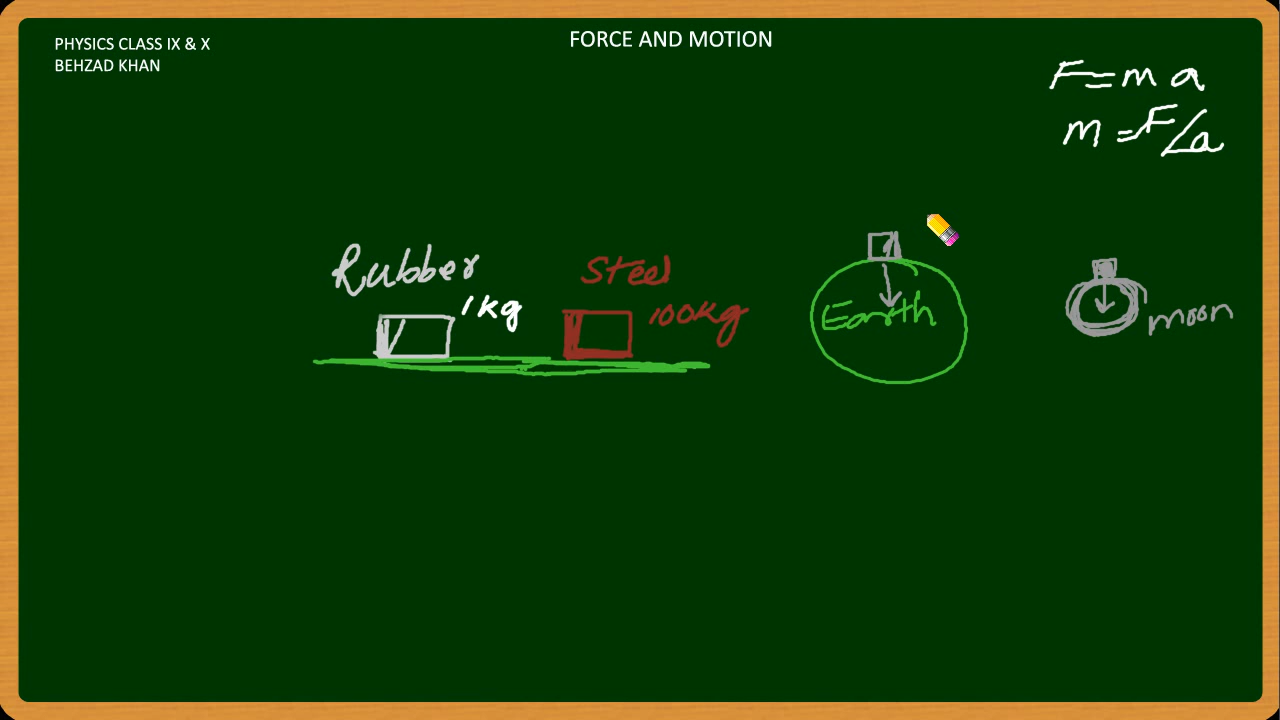 PHYSICS CLASS IX & X
BEHZAD KHAN
FORCE AND MOTION
F=ma
m=F/a
Rubber
1kg
Steel
100Kg
Earth
moon